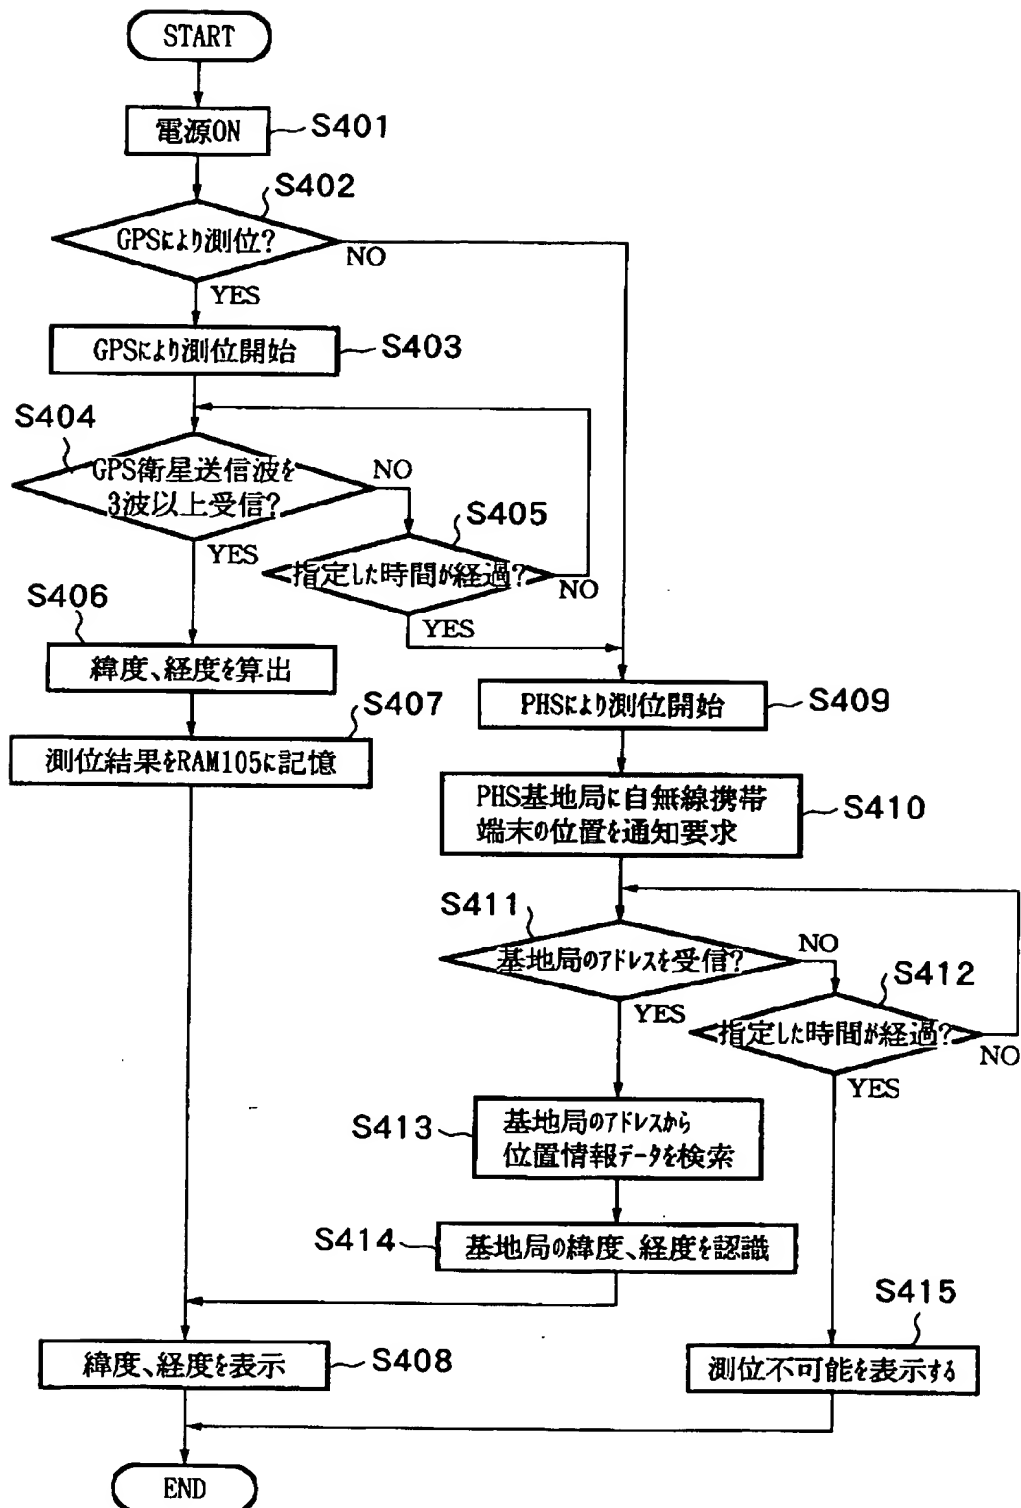 START
電源ON
S401
S402
GPSにより測位?
NO
YES
GPSにより測位開始
S403
S404
GPS衛星送信波を
3波以上受信?
NO
YES
S405
指定した時間が経過?
NO
YES
S406
緯度、経度を算出
S407
測位結果をRAM105に記憶
PHSにより測位開始
S409
PHS基地局に自無線携帯
端末の位置を通知要求
S410
S411
基地局のアドレスを受信?
NO
YES
S412
指定した時間が経過?
NO
YES
S413
基地局のアドレスから
位置情報データを検索
S414
基地局の緯度、経度を認識
S415
測位不可能を表示する
緯度、経度を表示
S408
END